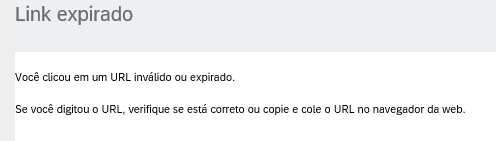 Link expirado
Você clicou em um URL inválido ou expirado.
Se você digitou o URL, verifique se está correto ou copie e cole o URL no navegador da web.